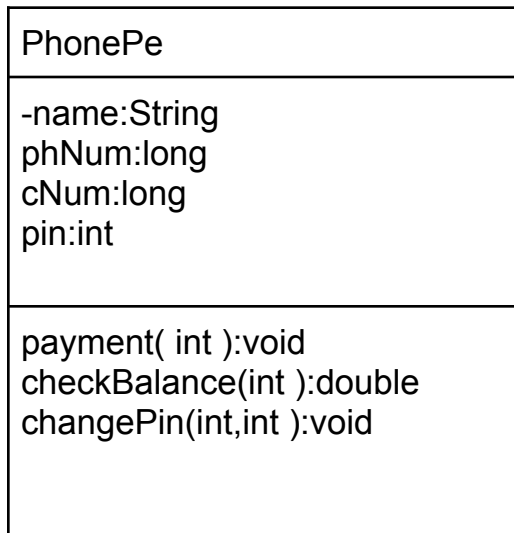 PhonePe
-name:String
phNum:long
cNum:long
pin:int
payment( int ):void
checkBalance(int ):double
changePin(int,int ):void